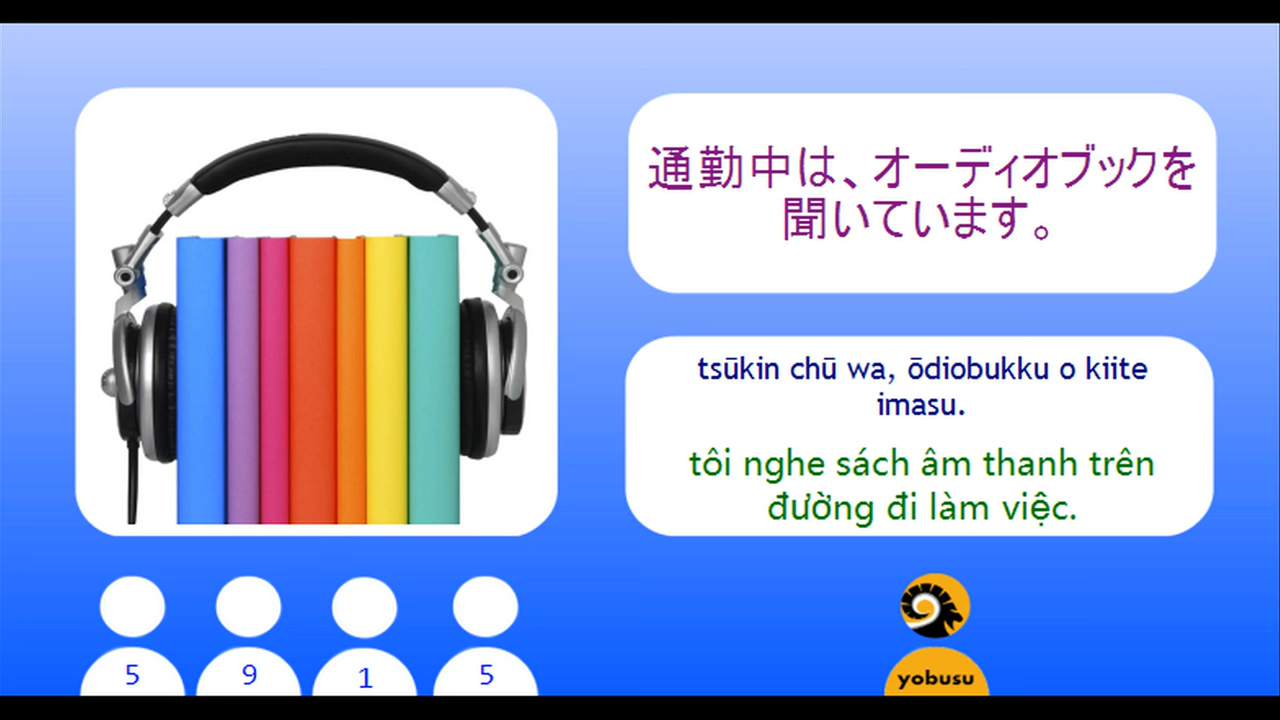 通勤中は、オーディオブックを
聞いています。
tsūkin chū wa, ōdiobukku o kiite
imasu.
tôi nghe sách âm thanh trên
đường đi làm việc.
5 9 1 5
yobusu